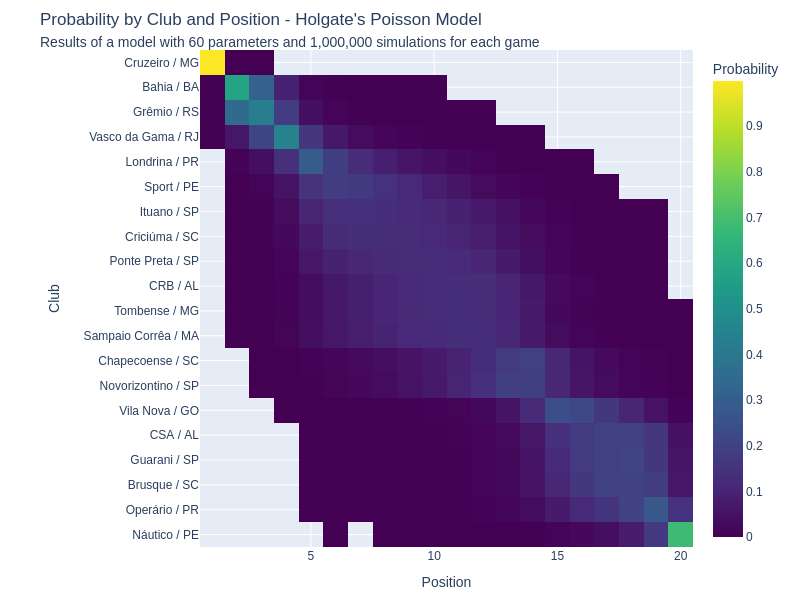 Probability by Club and Position - Holgate's Poisson Model
Results of a model with 60 parameters and 1,000,000 simulations for each game
Probability
Club
Cruzeiro / MG
Bahia / BA
Grêmio / RS
Vasco da Gama / RJ
Londrina / PR
Sport / PE
Ituano / SP
Criciúma / SC
Ponte Preta / SP
CRB / AL
Tombense / MG
Sampaio Corrêa / MA
Chapecoense / SC
Novorizontino / SP
Vila Nova / GO
CSA / AL
Guarani / SP
Brusque / SC
Operário / PR
Náutico / PE
0.9
0.8
0.7
0.6
0.5
0.4
0.3
0.2
0.1
0
5 10 15 20
Position